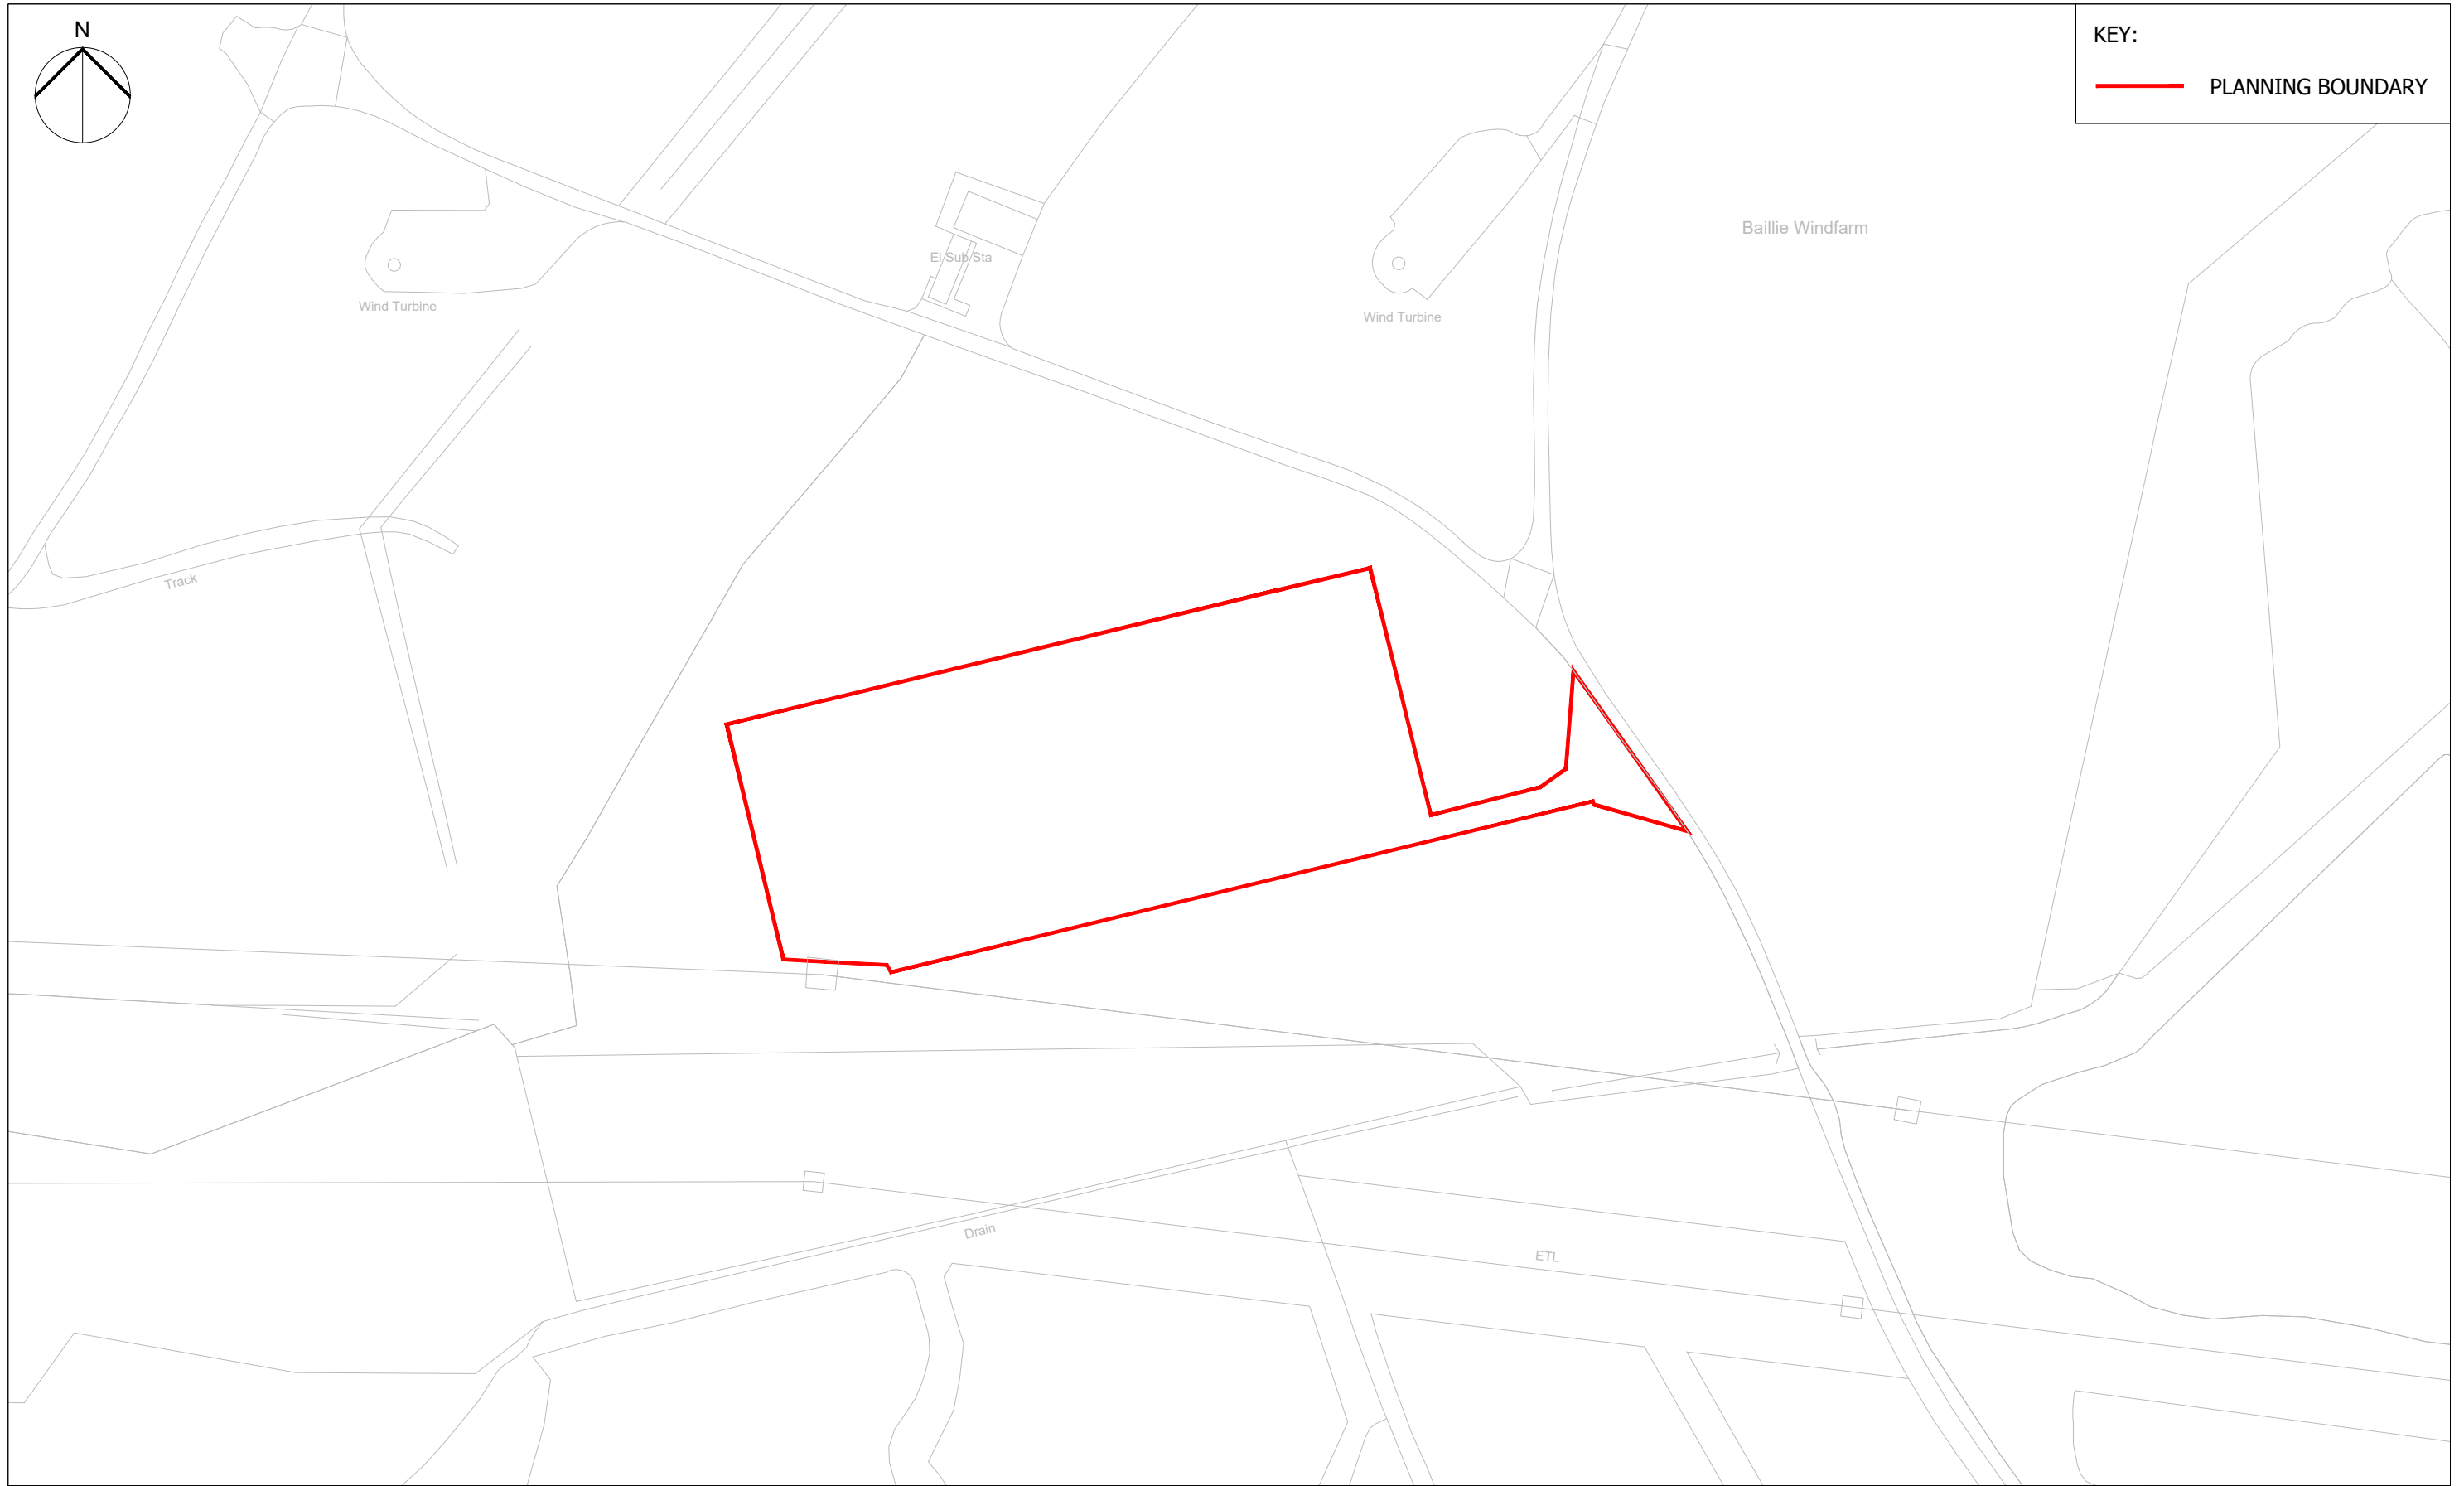 N
KEY:
PLANNING BOUNDARY
Baillie Windfarm
El Sub Sta
Wind Turbine
Wind Turbine
Track
Drain
ETL